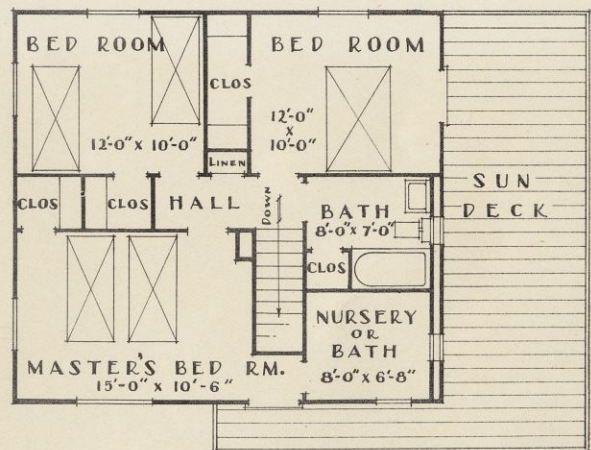 BED ROOM
12'-0" x 10'-0"
CLOS
LINEN
BED ROOM
12'-0"
x
10'-0"
SUN
DECK
CLOS
CLOS
HALL
DOWN
BATH
8'-0" x 7'-0"
CLOS
MASTER'S BED RM.
15'-0" x 10'-6"
NURSERY
OR
BATH
8'-0" x 6'-8"